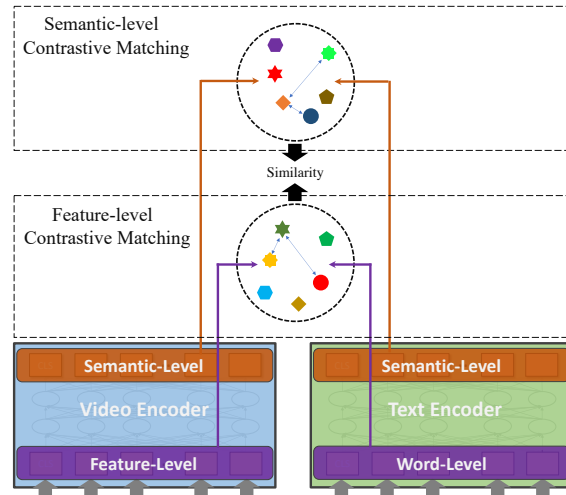 Semantic-level
Contrastive Matching
Similarity
Feature-level
Contrastive Matching
Semantic-Level
Semantic-Level
Video Encoder
Text Encoder
Feature-Level
Word-Level